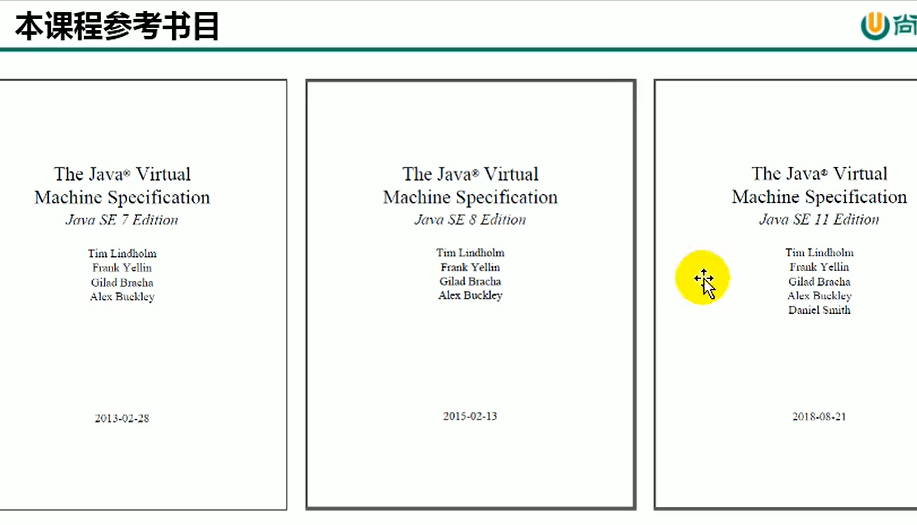 本课程参考书目
尚
The Java® Virtual
Machine Specification
Java SE 7 Edition
Tim Lindholm
Frank Yellin
Gilad Bracha
Alex Buckley
2013-02-28
The Java® Virtual
Machine Specification
Java SE 8 Edition
Tim Lindholm
Frank Yellin
Gilad Bracha
Alex Buckley
2015-02-13
The Java® Virtual
Machine Specification
Java SE 11 Edition
Tim Lindholm
Frank Yellin
Gilad Bracha
Alex Buckley
Daniel Smith
2018-08-21